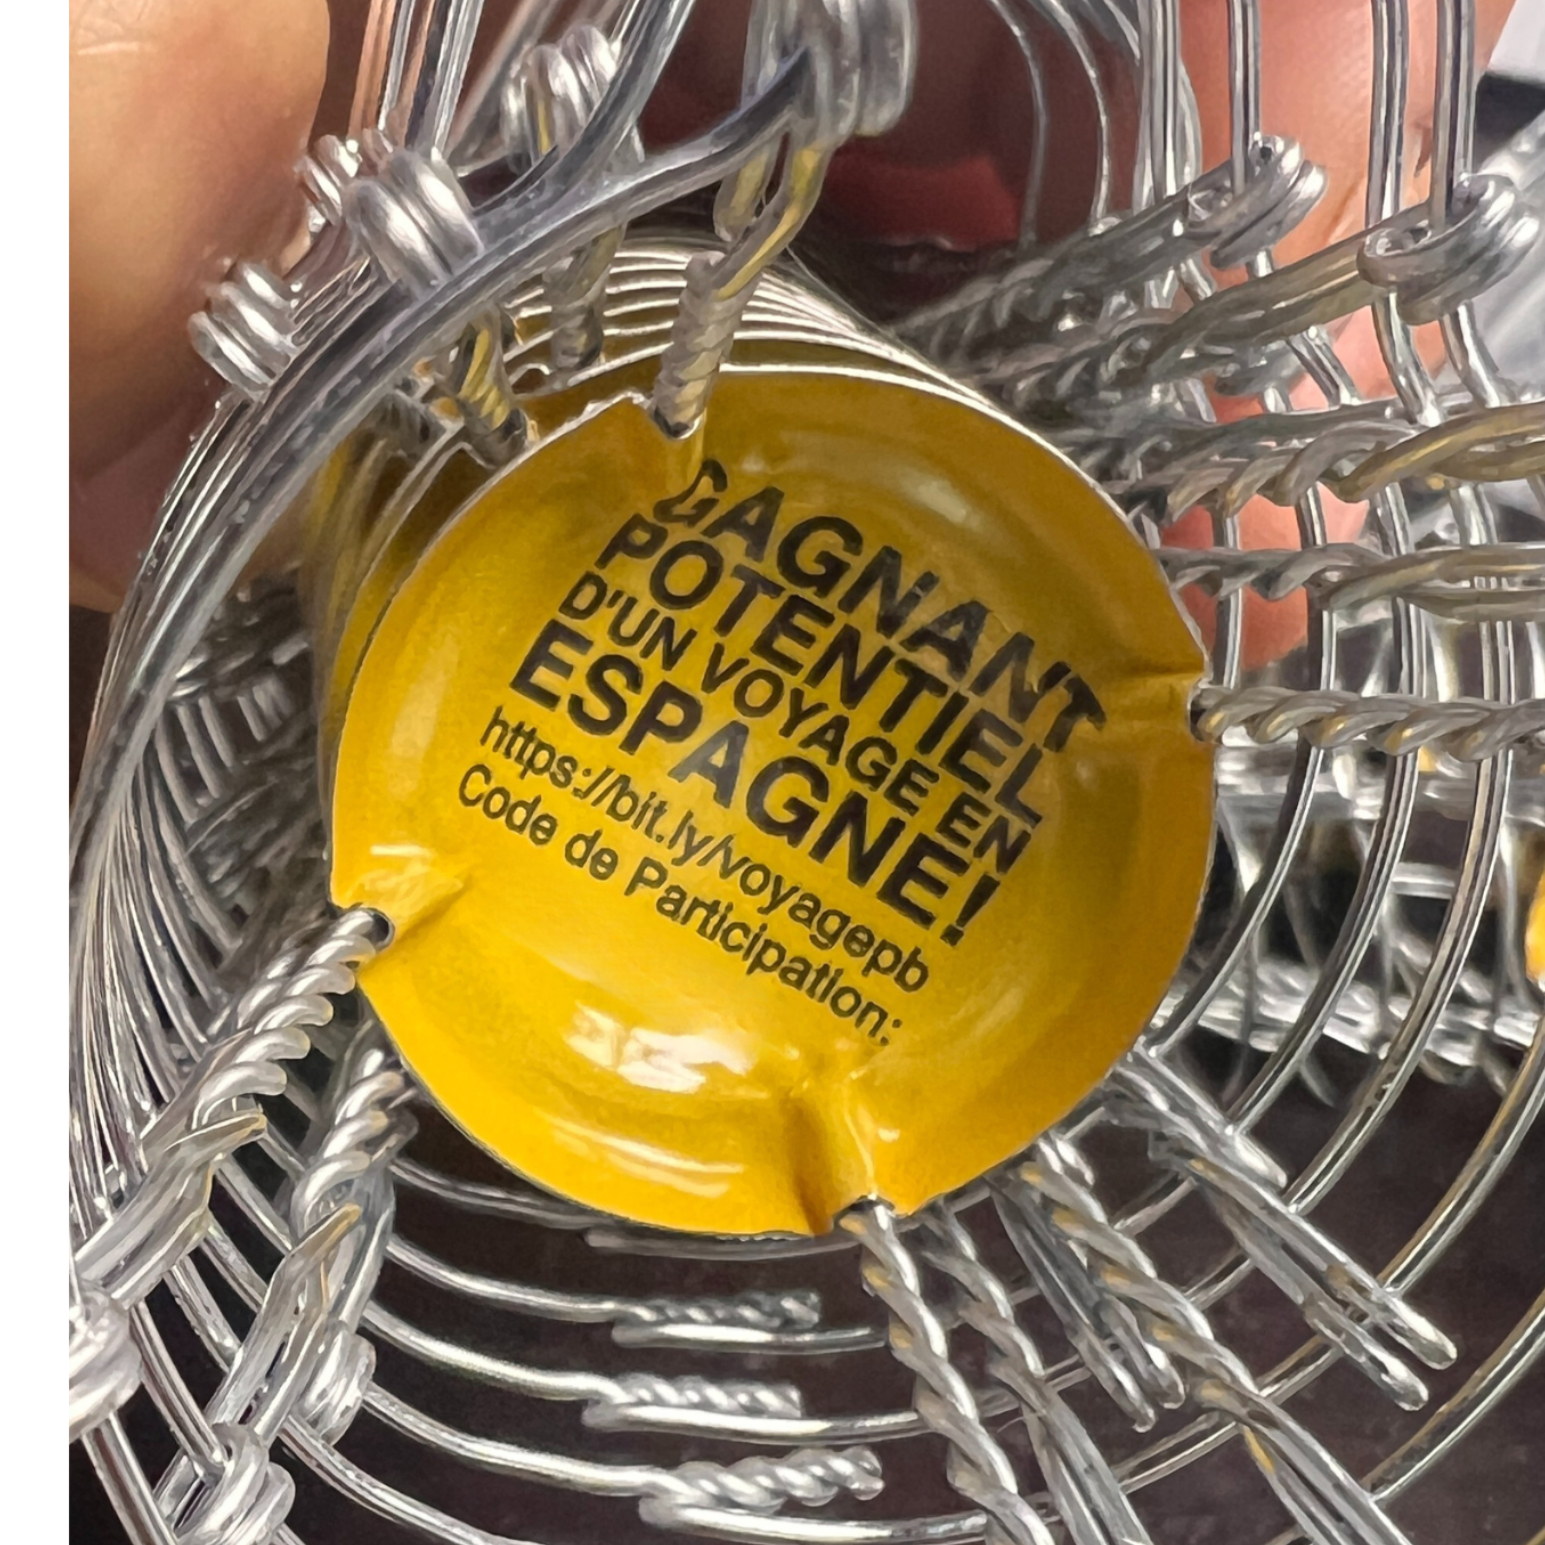 GAGNANT
POTENTIEL
D'UN VOYAGE EN
ESPAGNE!
https://bit.ly/voyagepb
Code de Participation: